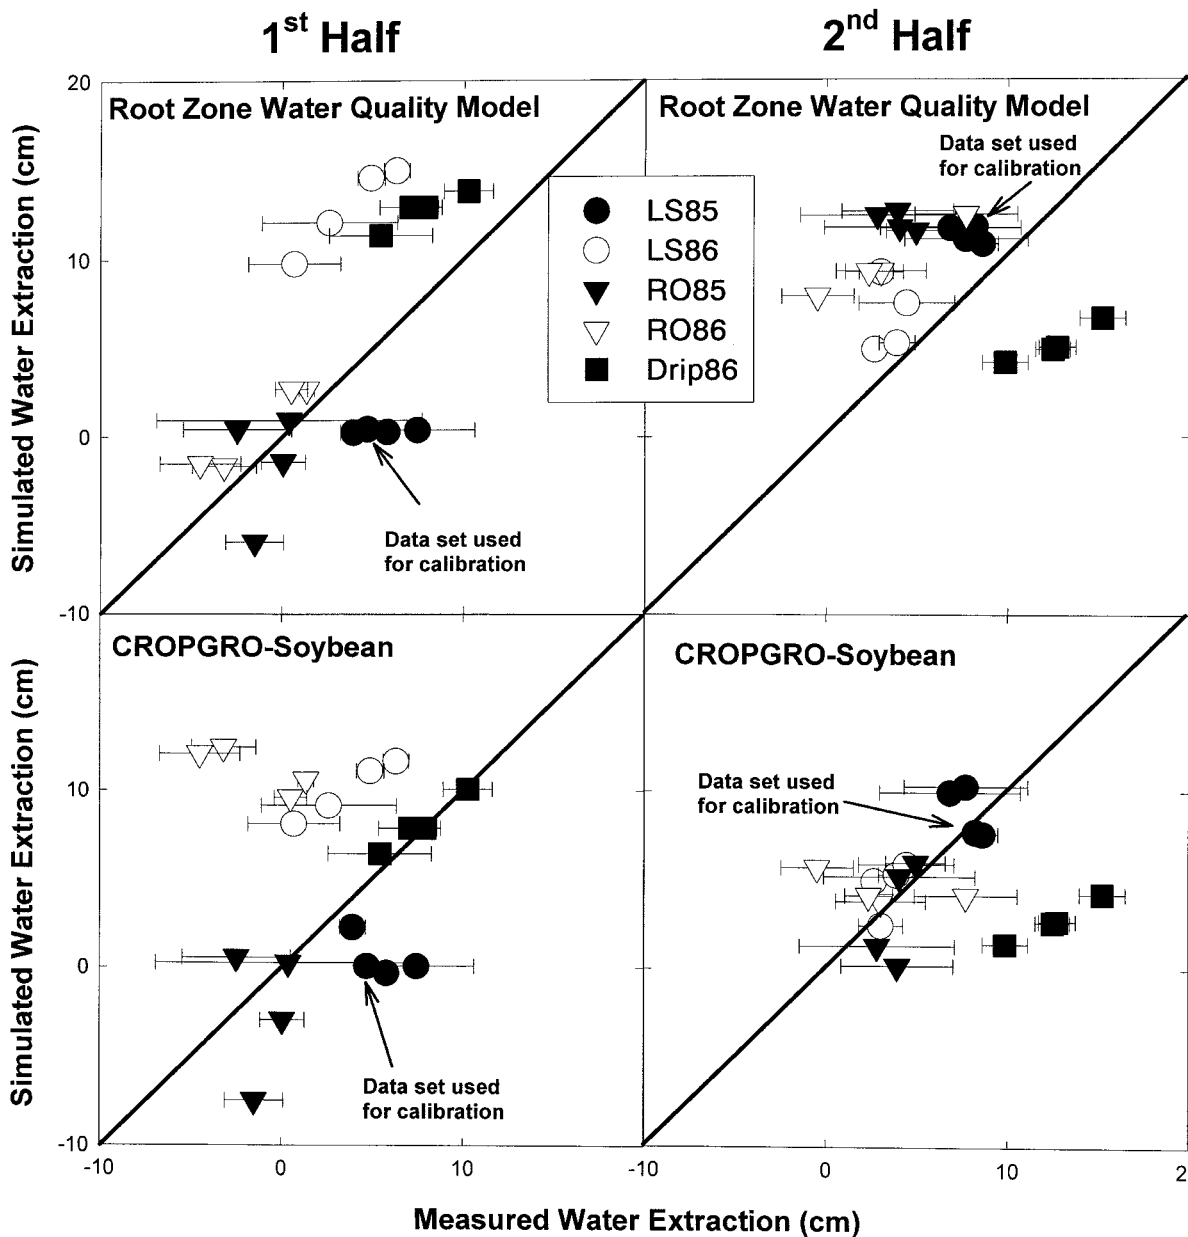 1st Half
2nd Half
20
Root Zone Water Quality Model
Root Zone Water Quality Model
Data set used
for calibration
LS85
LS86
RO85
RO86
Drip86
Simulated Water Extraction (cm)
10
0
-10
Data set used
for calibration
CROPGRO-Soybean
CROPGRO-Soybean
Simulated Water Extraction (cm)
10
0
-10
Data set used
for calibration
Data set used
for calibration
-10
0
10
-10
0
10
2
Measured Water Extraction (cm)